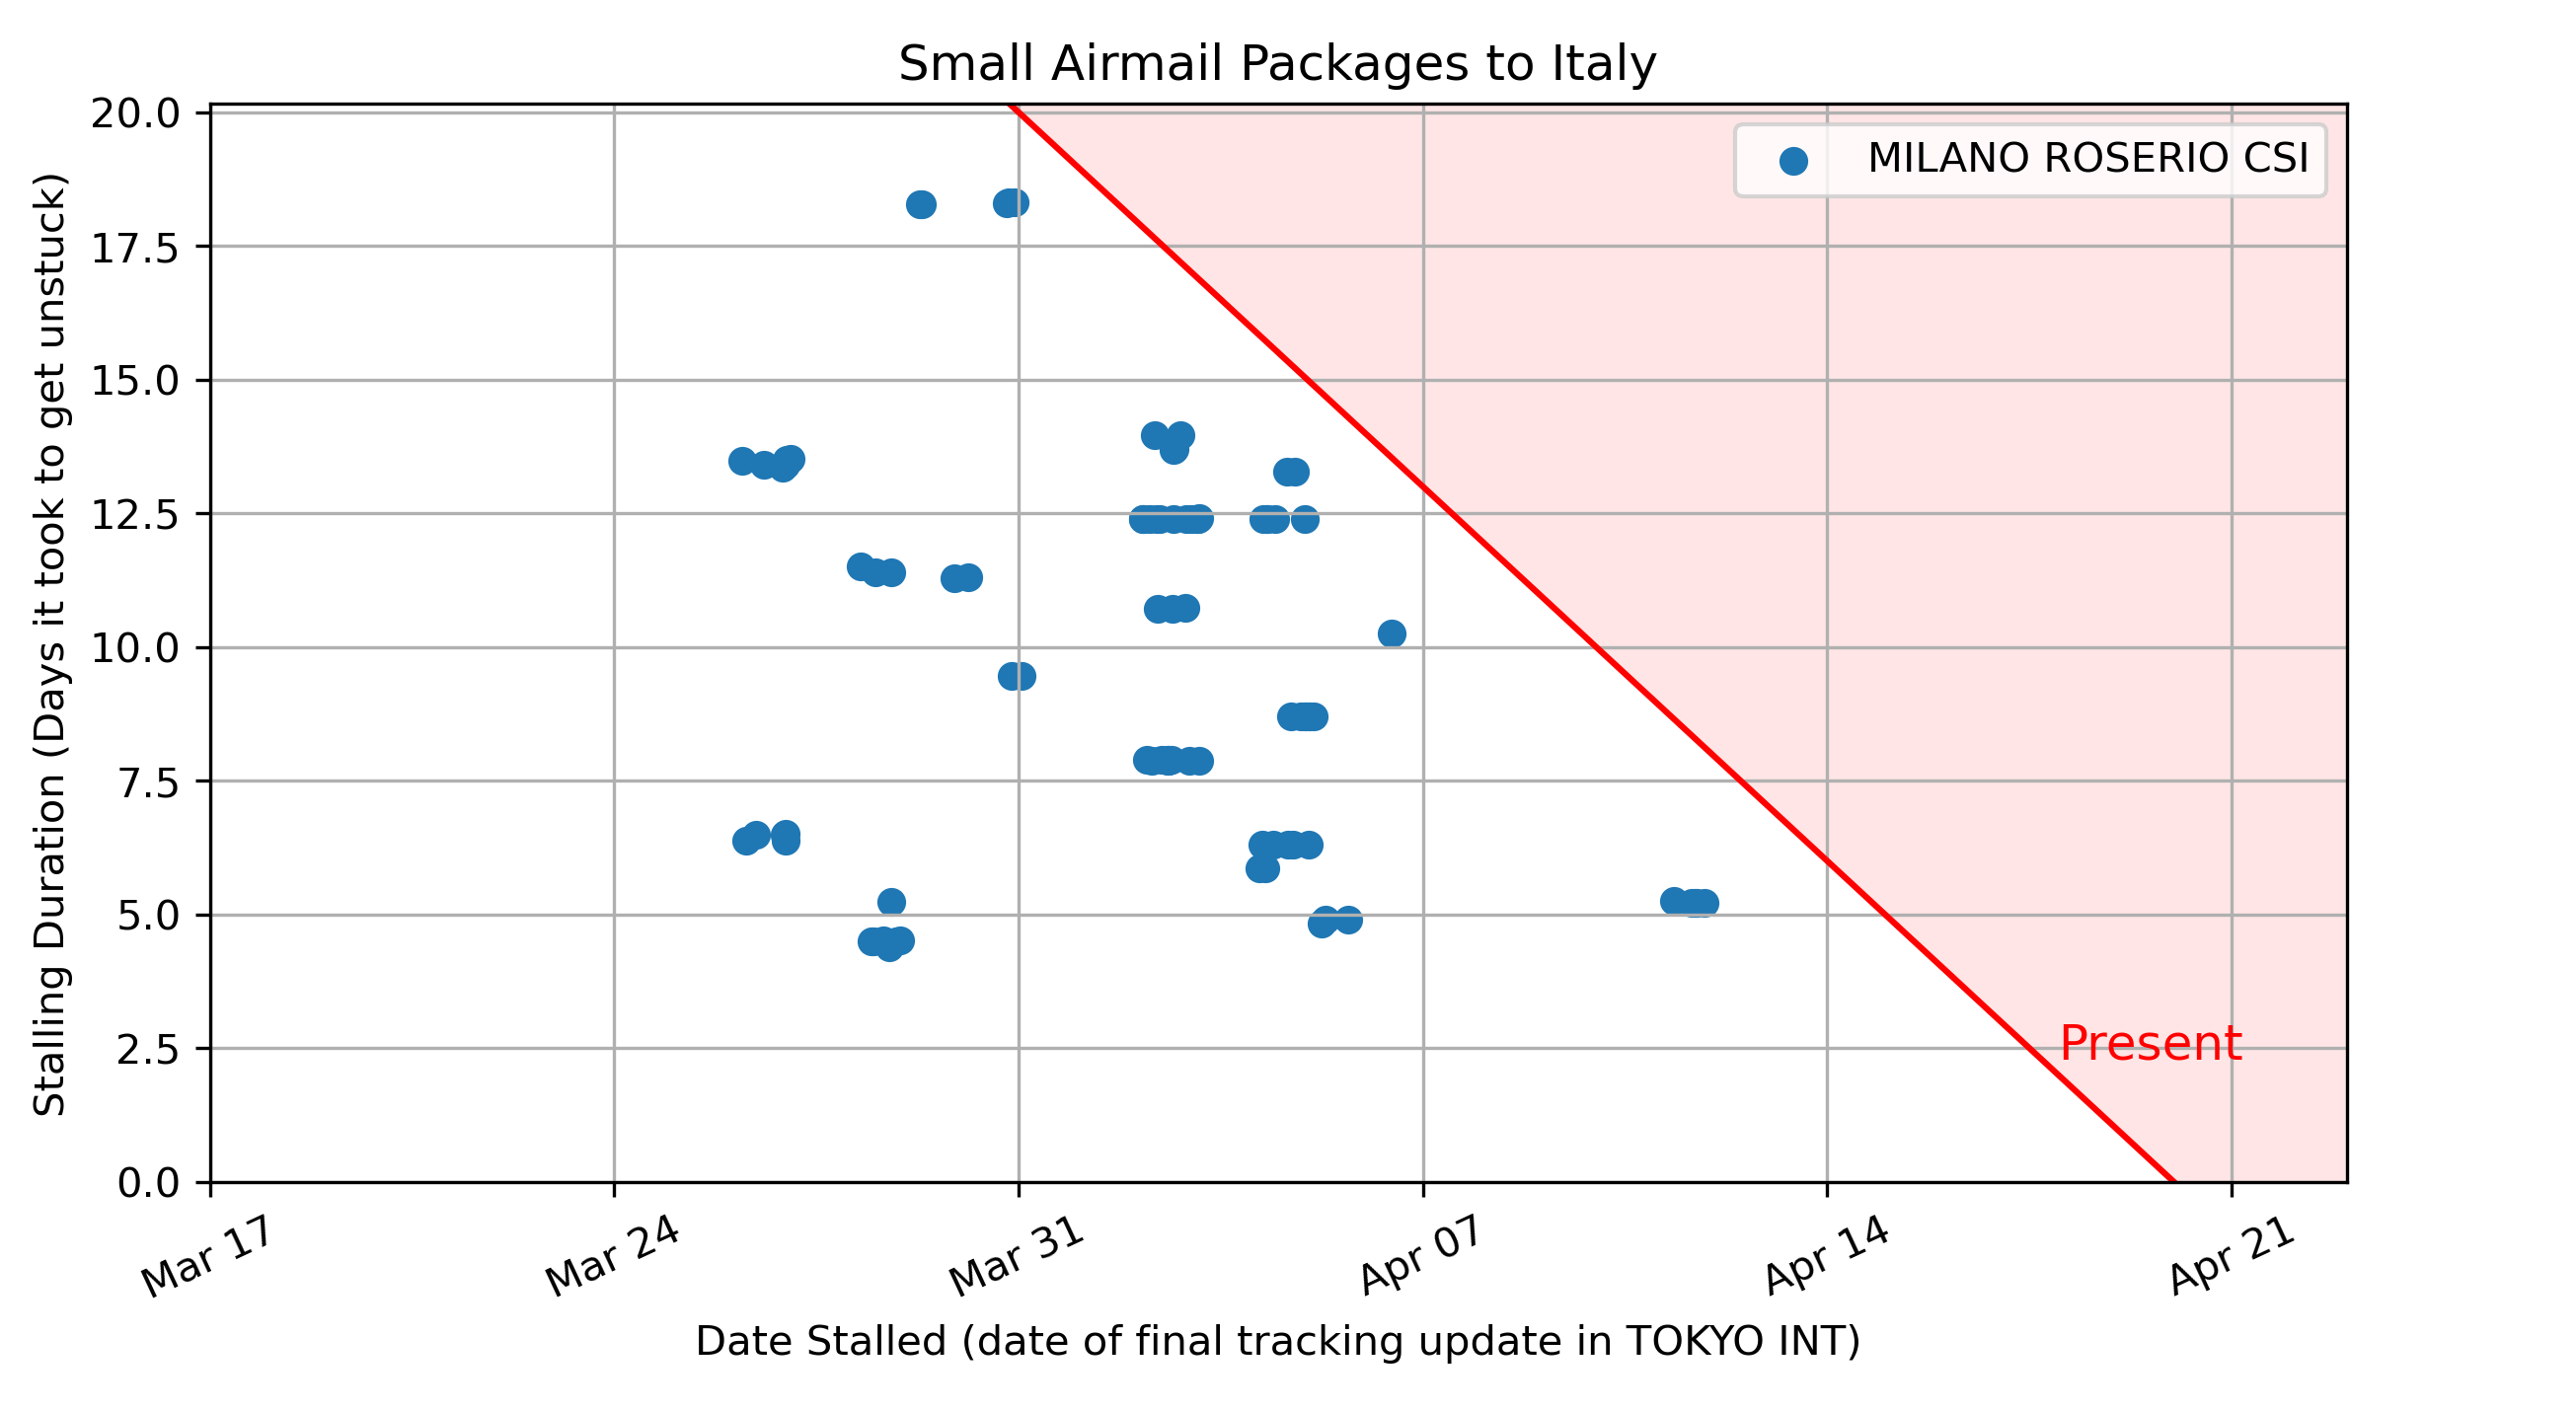 Small Airmail Packages to Italy
MILANO ROSERIO CSI
20.0
17.5
15.0
12.5
10.0
7.5
5.0
2.5
0.0
Stalling Duration (Days it took to get unstuck)
Present
Mar 17
Mar 24
Mar 31
Apr 07
Apr 14
Apr 21
Date Stalled (date of final tracking update in TOKYO INT)